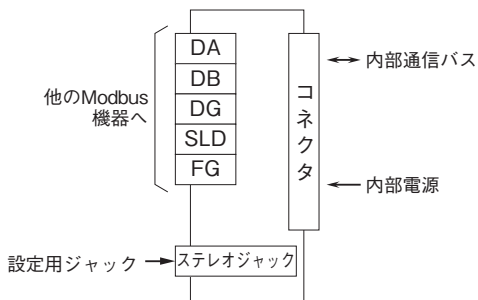 他のModbus
機器へ
DA
DB
DG
SLD
FG
コネクタ
内部通信バス
内部電源
設定用ジャック
ステレオジャック